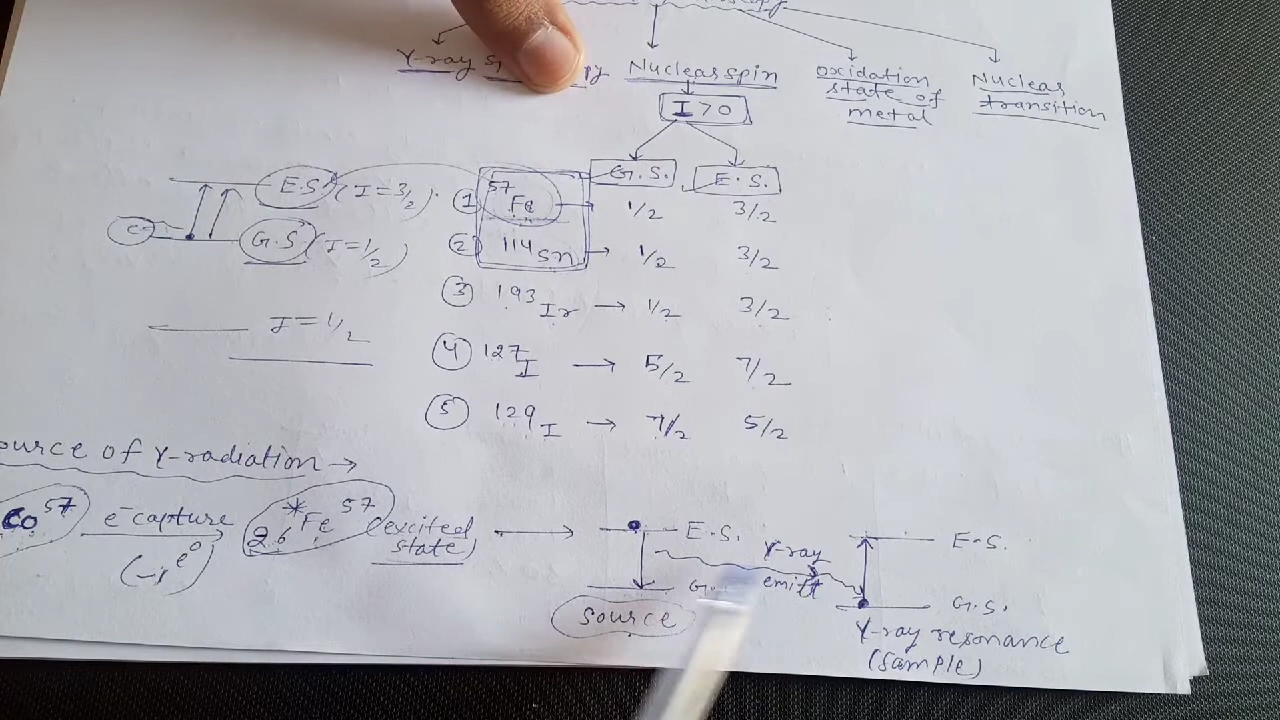 γ-ray
Nuclear spin
oxidation
state of
metal
Nuclear
transition
I > 0
G.S. E.S.
E.S. (I = 3/2).
G.S (I = 1/2)
I = 1/2
① 57Fe → 1/2 3/2
② 114Sn → 1/2 3/2
③ 193Ir → 1/2 3/2
④ 127I → 5/2 7/2
⑤ 129I → 7/2 5/2
of γ-radiation →
Co57 e⁻capture (-1e0) 26*Fe57 (excited state) →
E.S.
γ-ray
emitt
source
E.S.
G.S.
γ-ray resonance
(sample)